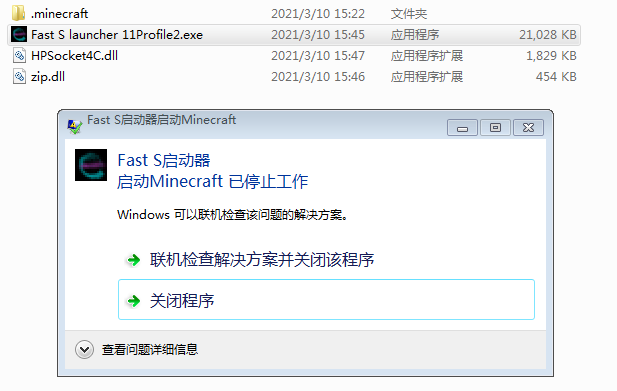 .minecraft 2021/3/10 15:22 文件夹
Fast S launcher 11Profile2.exe 2021/3/10 15:45 应用程序 21,028 KB
HPSocket4C.dll 2021/3/10 15:47 应用程序扩展 1,829 KB
zip.dll 2021/3/10 15:46 应用程序扩展 454 KB
Fast S启动器启动Minecraft
Fast S启动器
启动Minecraft 已停止工作
Windows 可以联机检查该问题的解决方案。
联机检查解决方案并关闭该程序
关闭程序
查看问题详细信息